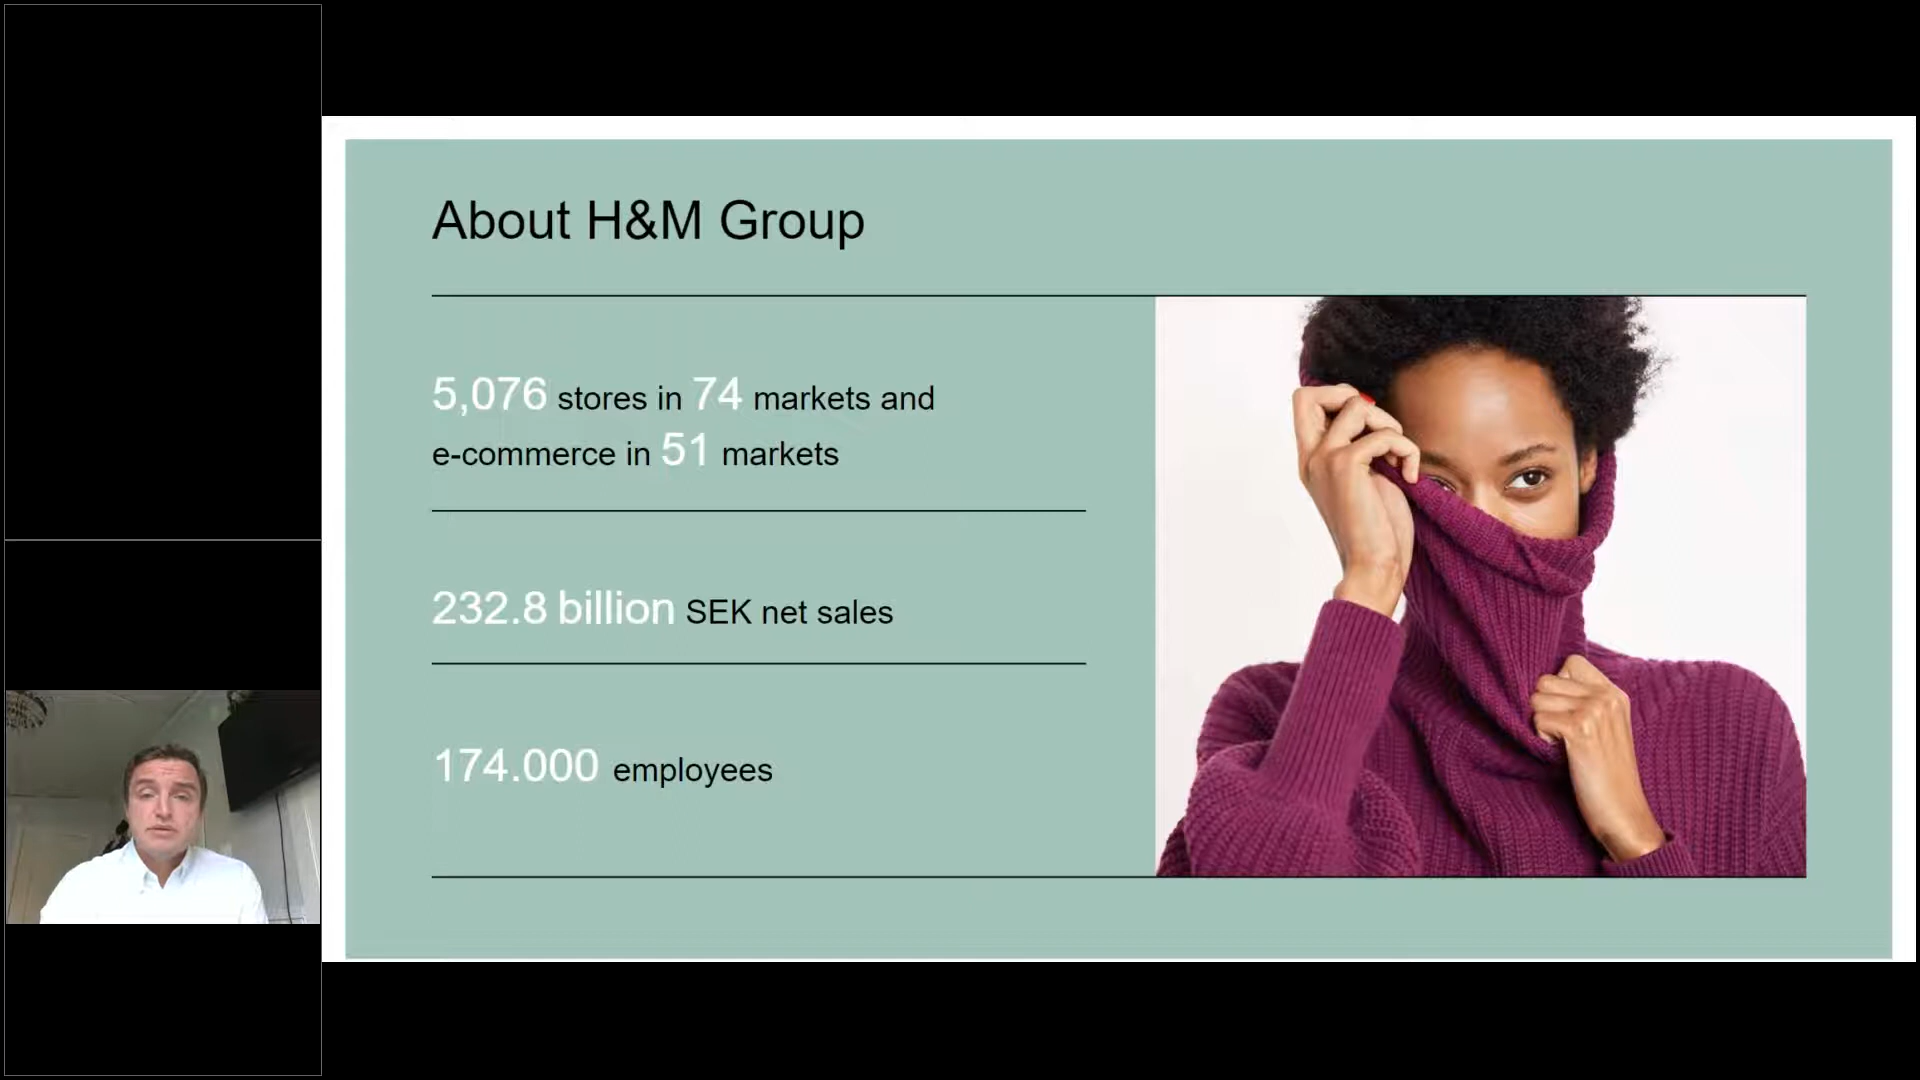 About H&M Group
5,076 stores in 74 markets and
e-commerce in 51 markets
232.8 billion SEK net sales
174.000 employees